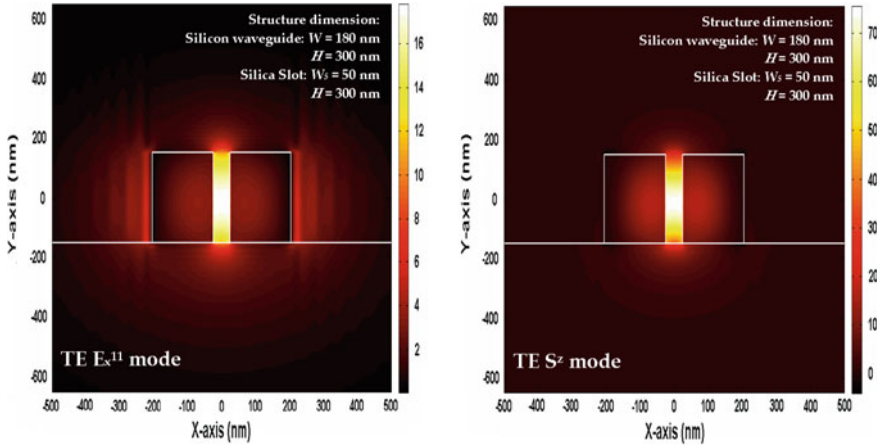 Structure dimension:
Silicon waveguide: W = 180 nm
H = 300 nm
Silica Slot: Ws = 50 nm
H = 300 nm
600
400
200
0
-200
-400
-600
Y-axis (nm)
TE Ex11 mode
-500 -400 -300 -200 -100 0 100 200 300 400 500
X-axis (nm)
16
14
12
10
8
6
4
2
Structure dimension:
Silicon waveguide: W = 180 nm
H = 300 nm
Silica Slot: Ws = 50 nm
H = 300 nm
600
400
200
0
-200
-400
-600
Y-axis (nm)
TE Sz mode
-500 -400 -300 -200 -100 0 100 200 300 400 500
X-axis (nm)
70
60
50
40
30
20
10
0